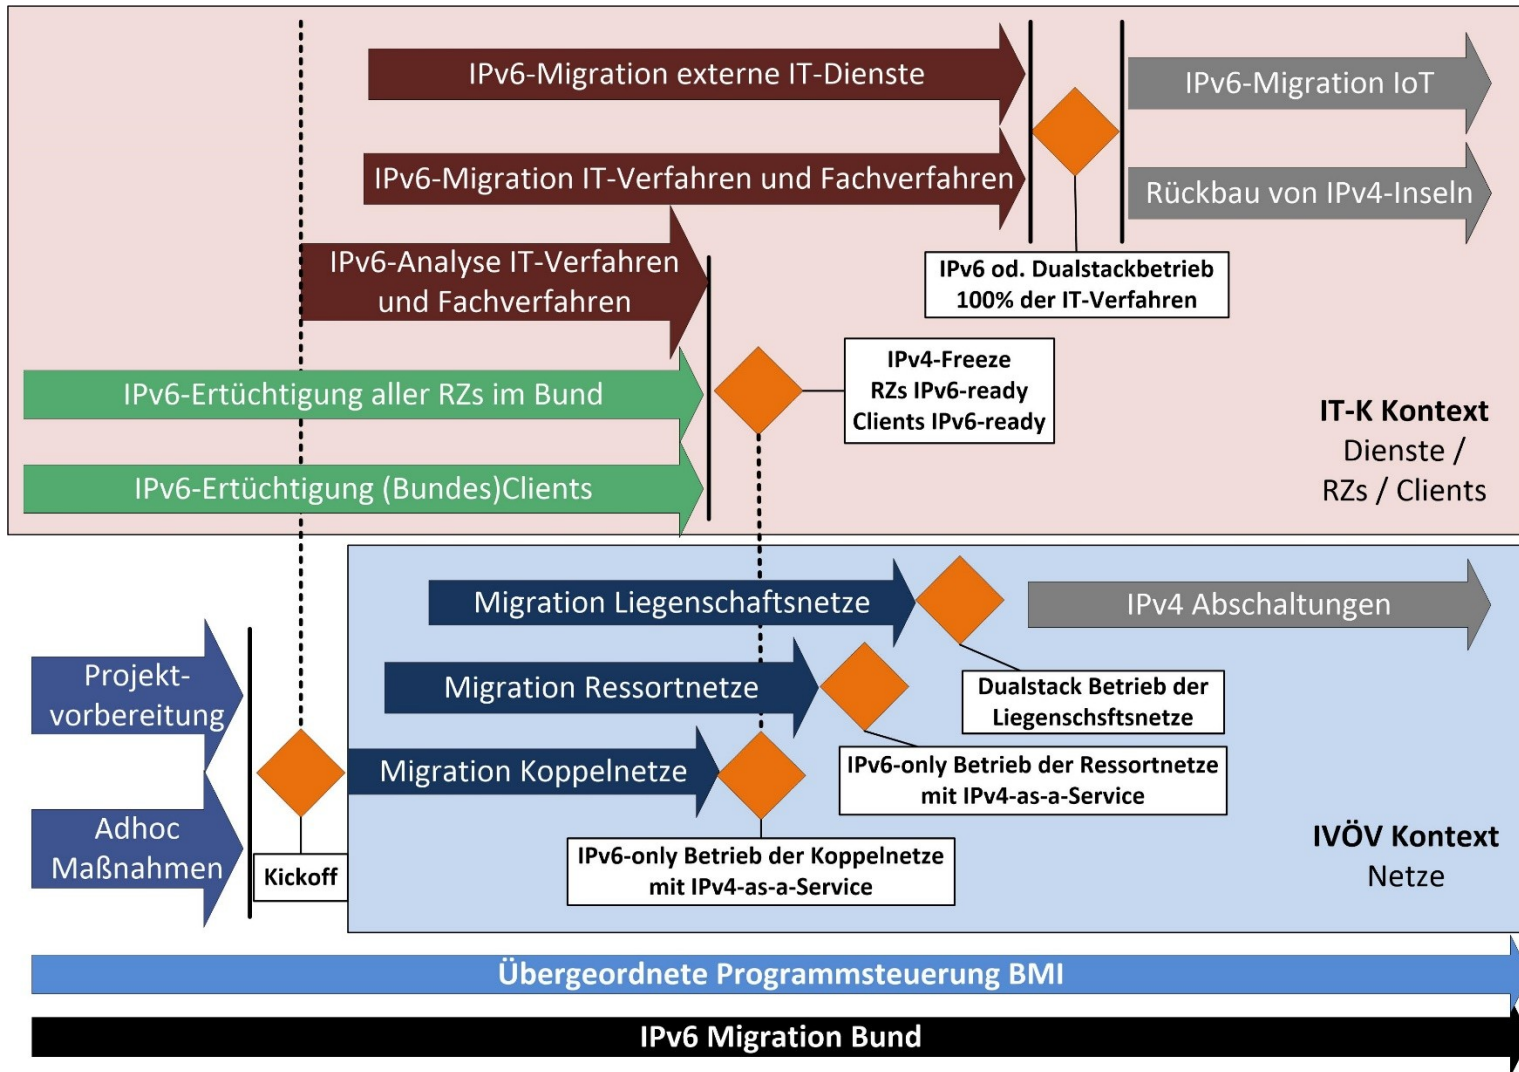 IPv6-Migration externe IT-Dienste
IPv6-Migration IoT
IPv6-Migration IT-Verfahren und Fachverfahren
Rückbau von IPv4-Inseln
IPv6-Analyse IT-Verfahren
und Fachverfahren
IPv6 od. Dualstackbetrieb
100% der IT-Verfahren
IPv6-Ertüchtigung aller RZs im Bund
IPv4-Freeze
RZs IPv6-ready
Clients IPv6-ready
IPv6-Ertüchtigung (Bundes)Clients
IT-K Kontext
Dienste /
RZs / Clients
Migration Liegenschaftsnetze
IPv4 Abschaltungen
Projekt-
vorbereitung
Migration Ressortnetze
Dualstack Betrieb der
Liegenschsftsnetze
Migration Koppelnetze
IPv6-only Betrieb der Ressortnetze
mit IPv4-as-a-Service
Adhoc
Maßnahmen
Kickoff
IPv6-only Betrieb der Koppelnetze
mit IPv4-as-a-Service
IVÖV Kontext
Netze
Übergeordnete Programmsteuerung BMI
IPv6 Migration Bund